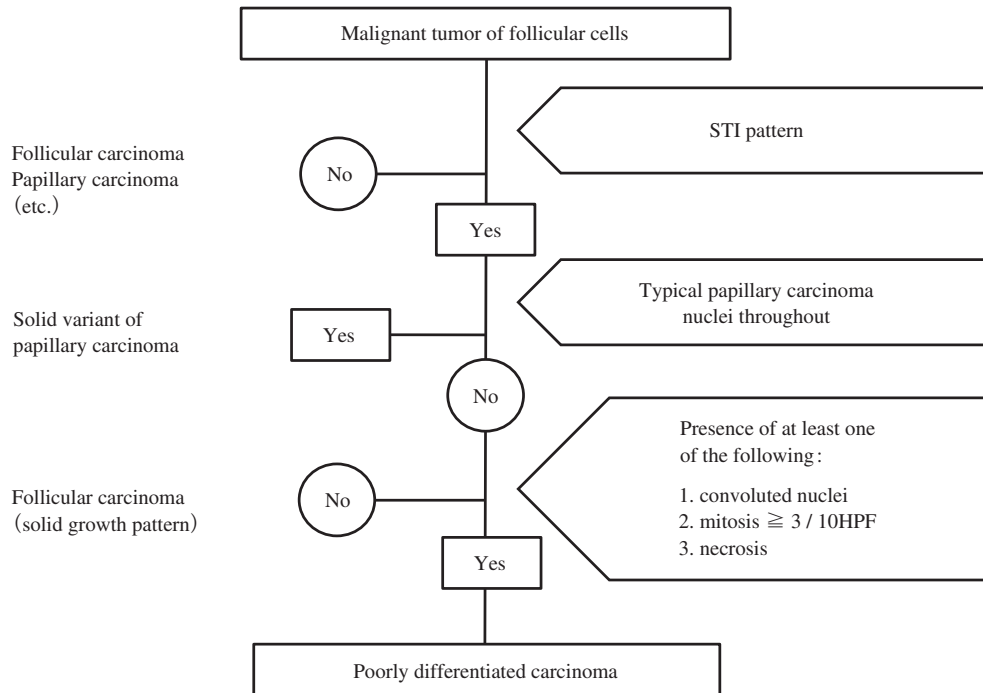 Malignant tumor of follicular cells
STI pattern
Follicular carcinoma
Papillary carcinoma
(etc.)
No
Yes
Typical papillary carcinoma
nuclei throughout
Solid variant of
papillary carcinoma
Yes
No
Presence of at least one
of the following:
1. convoluted nuclei
2. mitosis ≧ 3 / 10HPF
3. necrosis
Follicular carcinoma
(solid growth pattern)
No
Yes
Poorly differentiated carcinoma